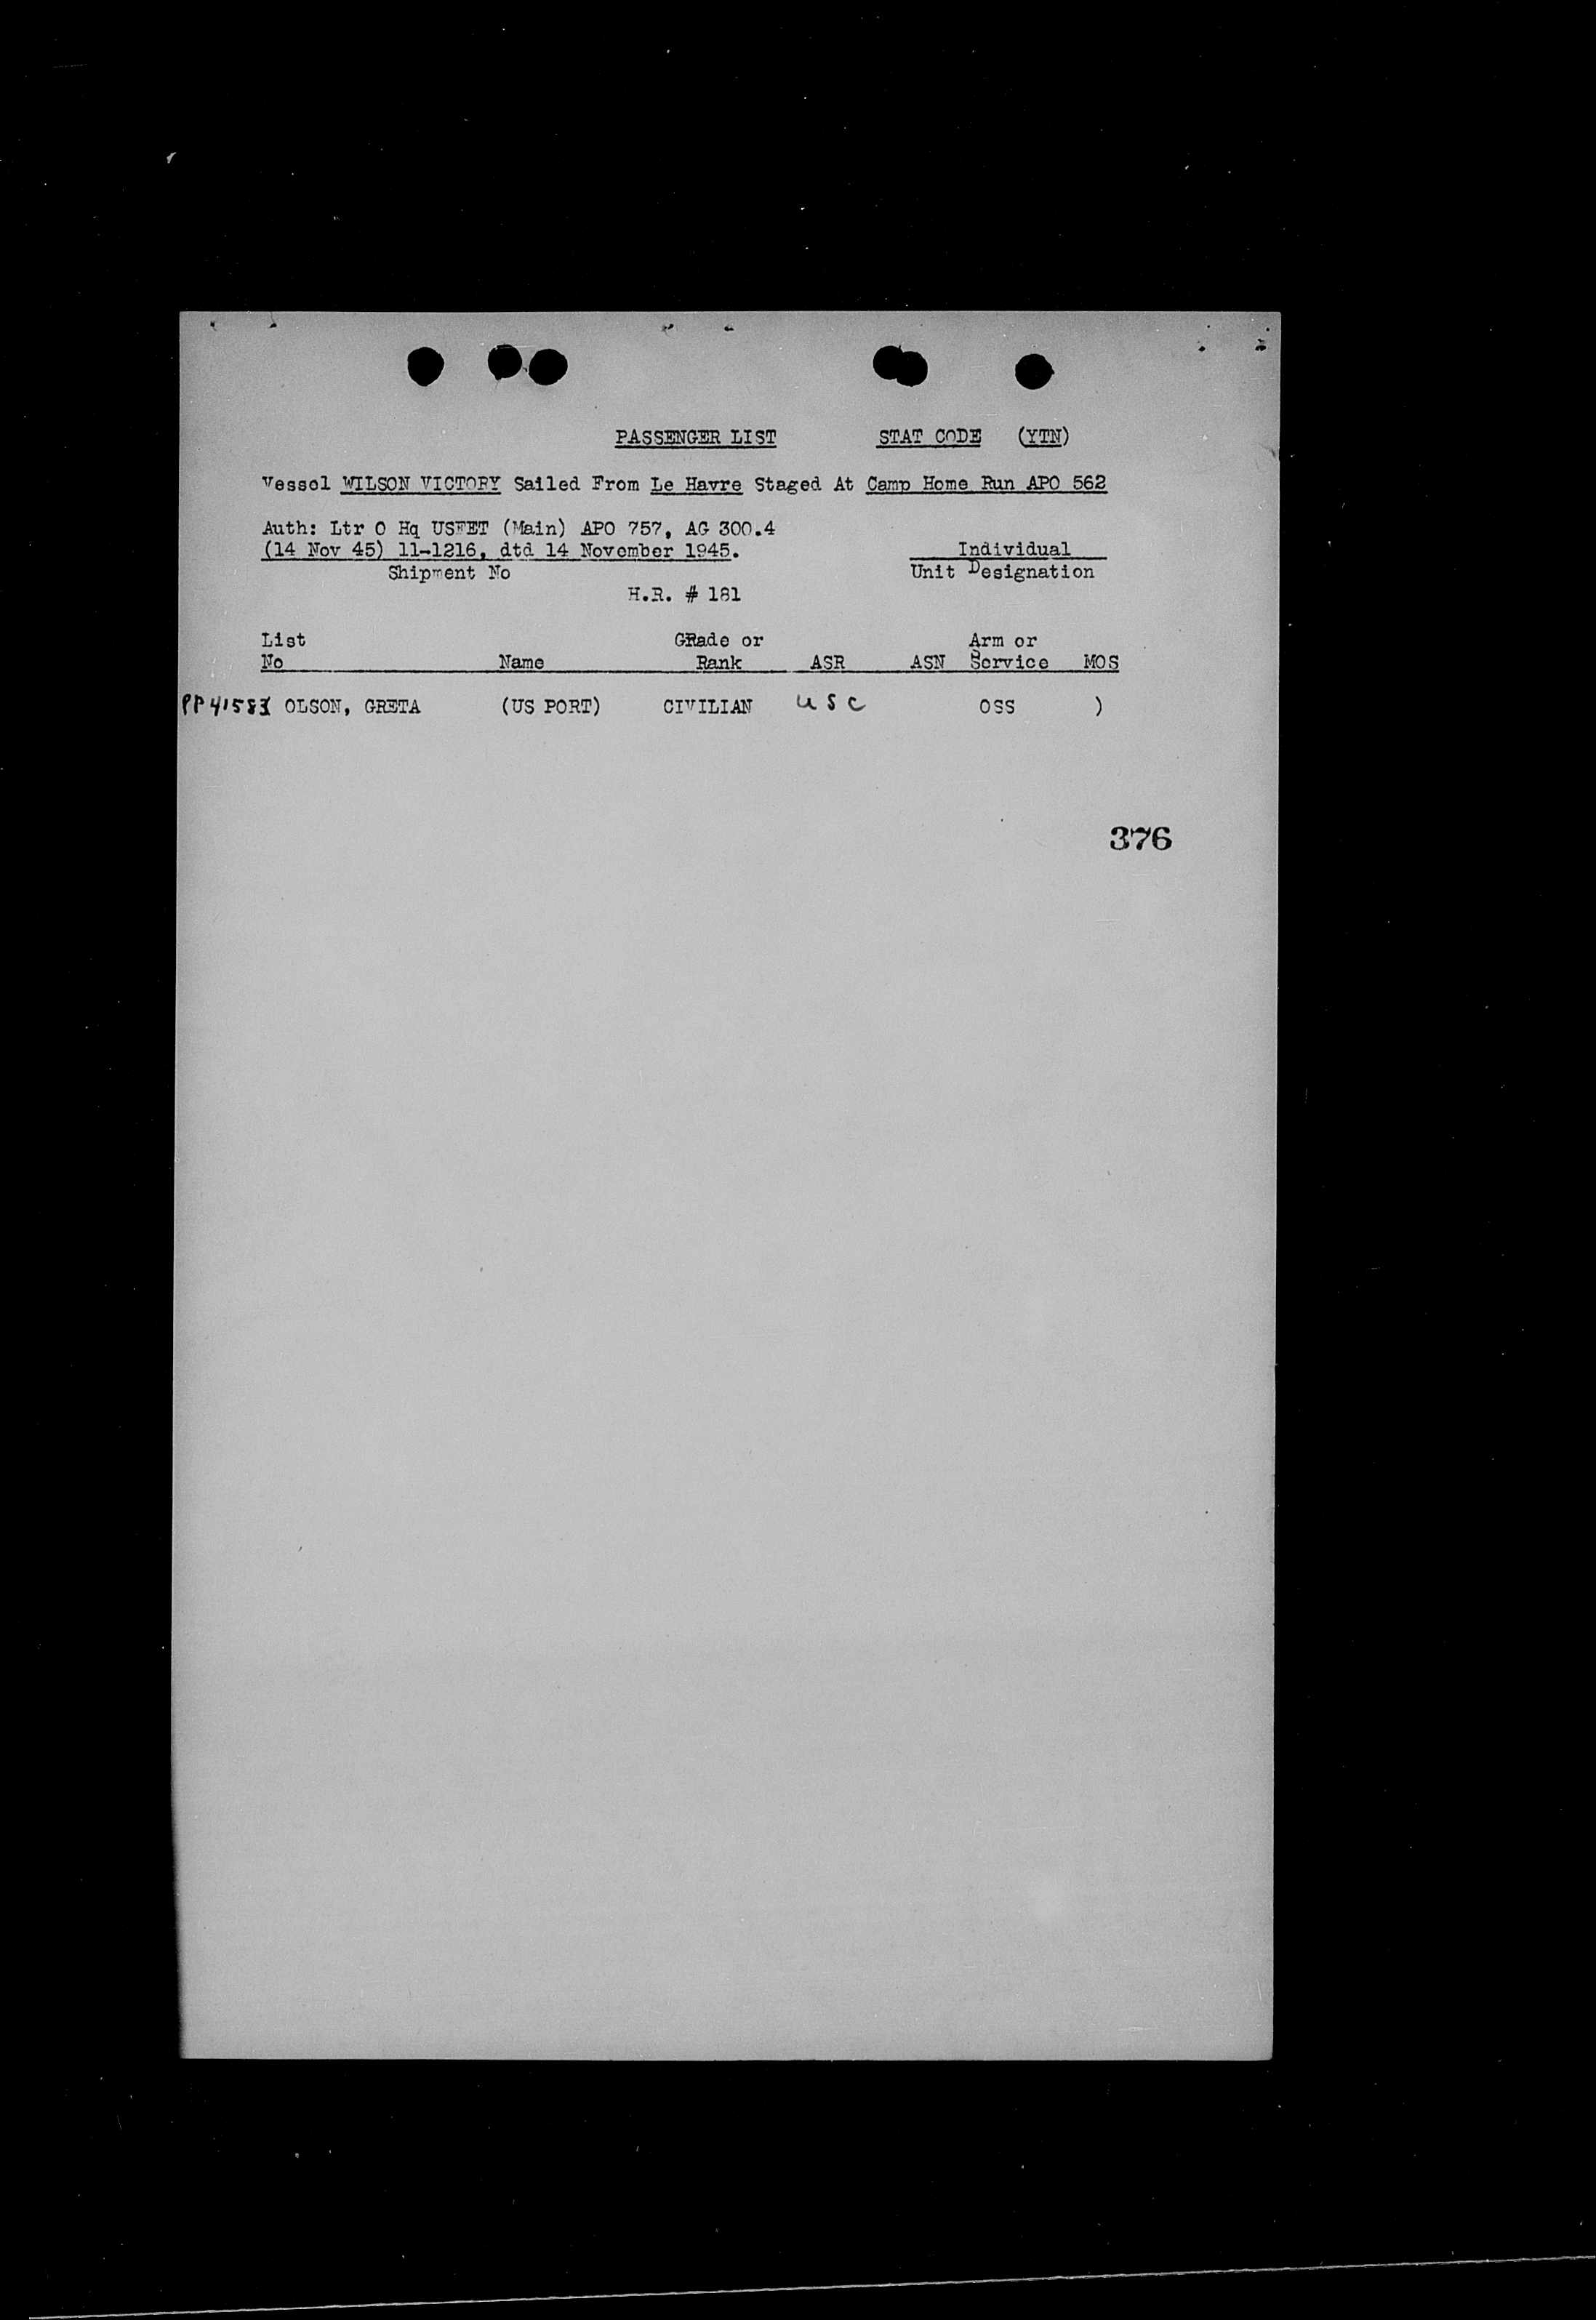 PASSENGER LIST STAT CODE (YTN)
Vessel WILSON VICTORY Sailed From Le Havre Staged At Camp Home Run APO 562
Auth: Ltr O Hq USFET (Main) APO 757, AG 300.4
(14 Nov 45) 11-1216, dtd 14 November 1945. Individual
Shipment No Unit Designation
H.R. # 181
List GRade or Arm or
No Name Rank ASR ASN Service MOS
OLSON, GRETA (US PORT) CIVILIAN USC OSS )
376